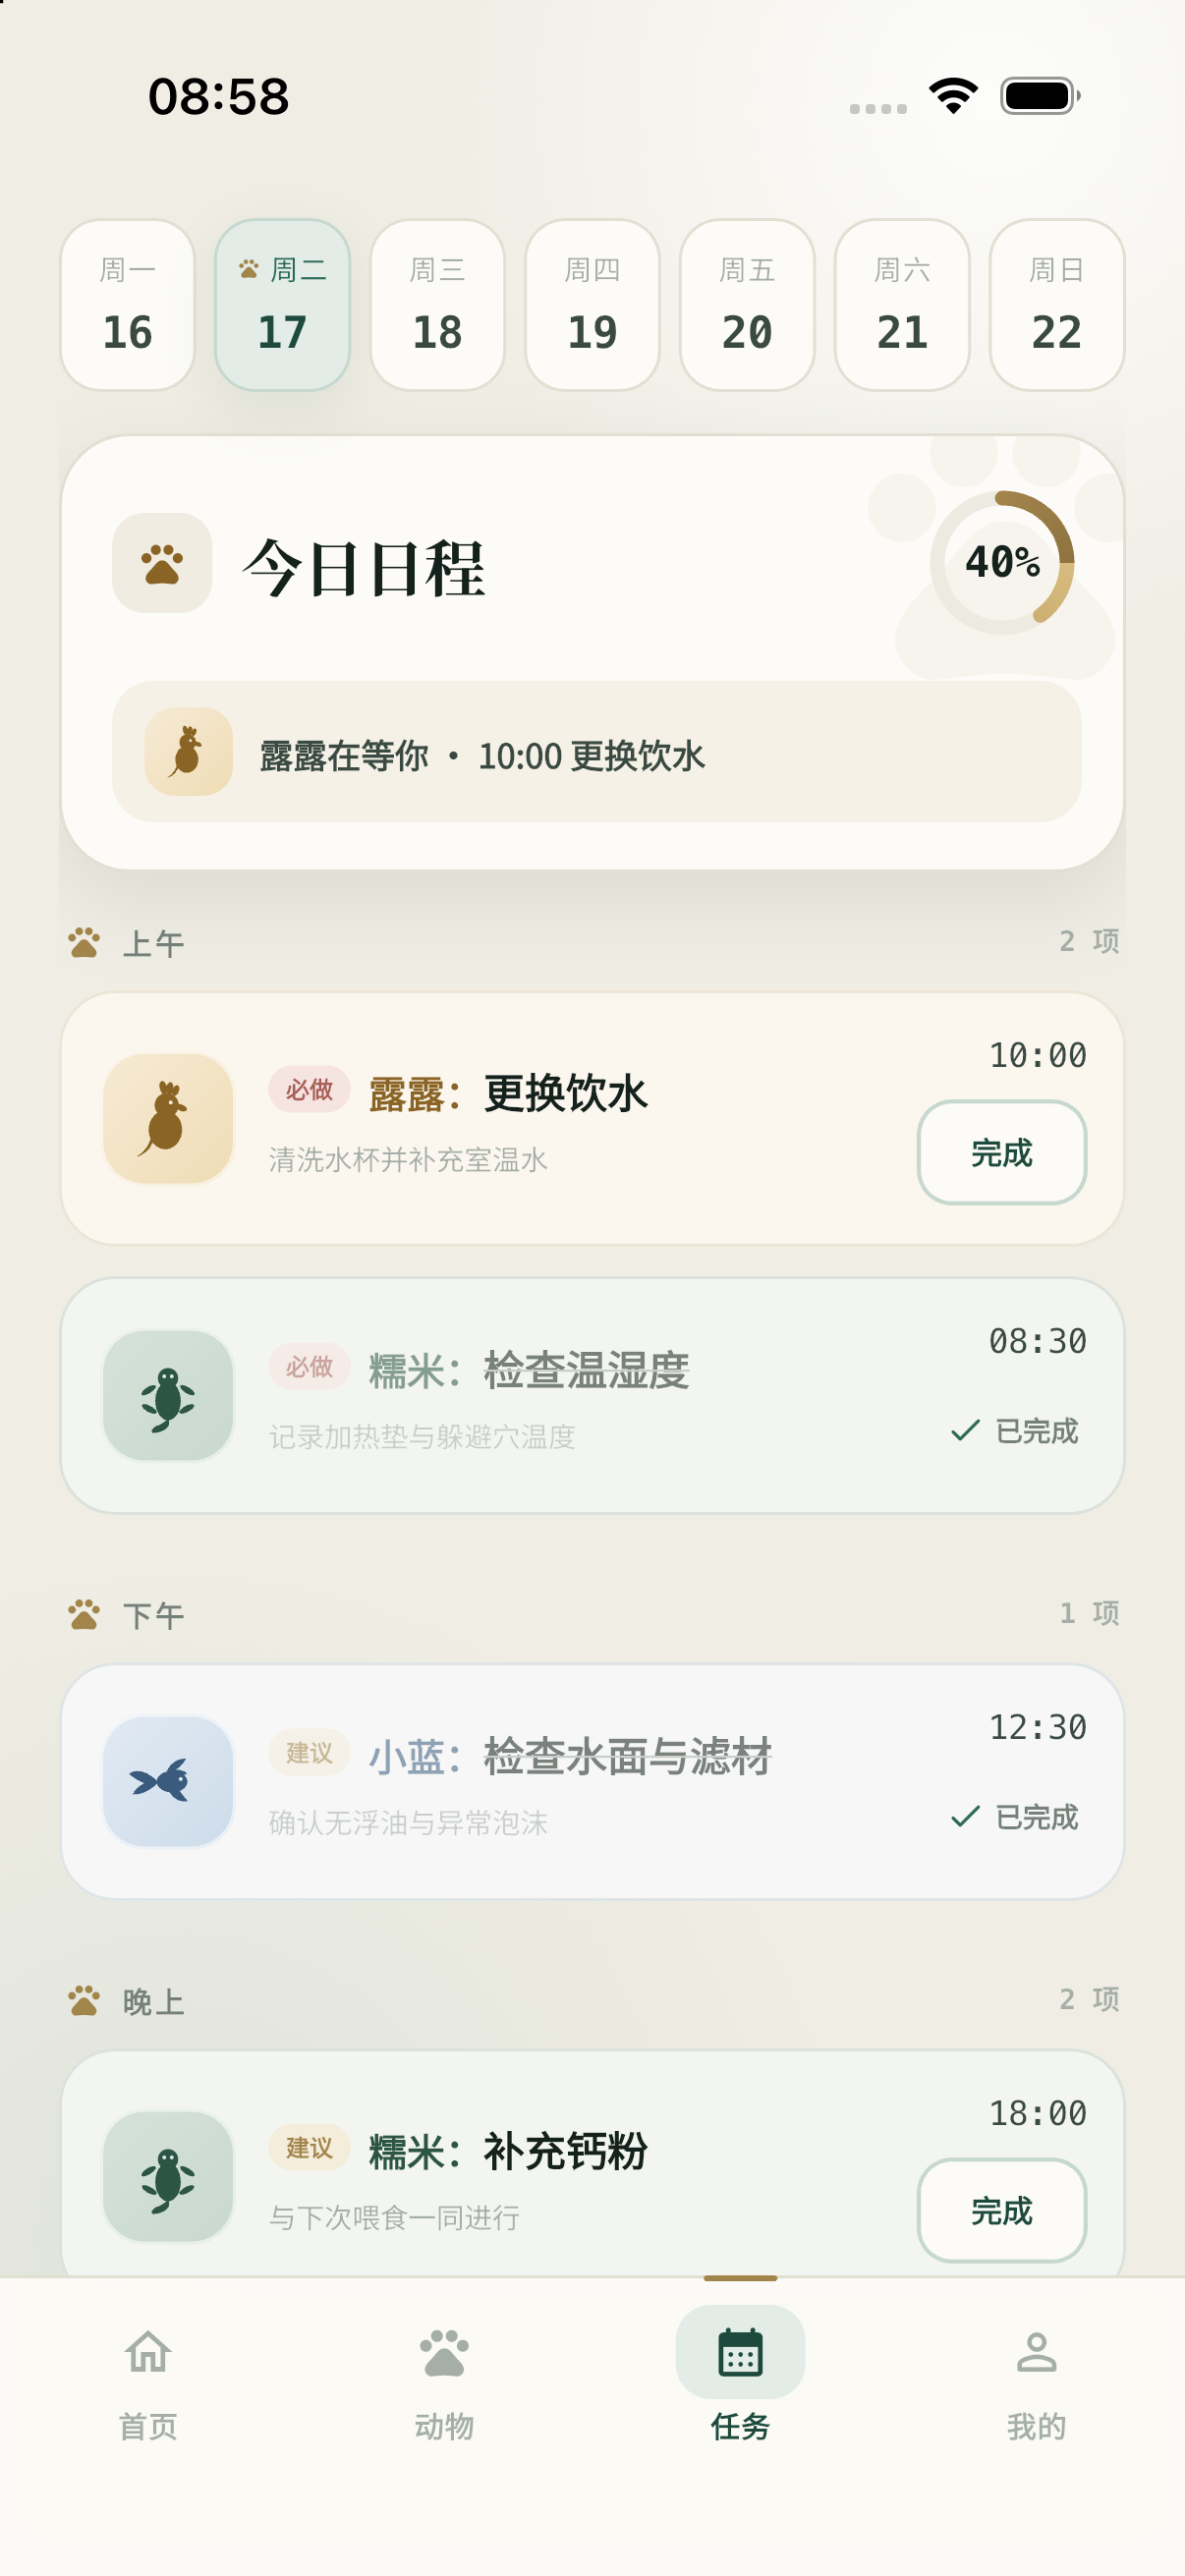 08:58
周一 周二 周三 周四 周五 周六 周日
16 17 18 19 20 21 22
今日日程
40%
露露在等你 · 10:00 更换饮水
上午 2 项
10:00
必做 露露: 更换饮水
清洗水杯并补充室温水
完成
08:30
必做 糯米: 检查温湿度
记录加热垫与躲避穴温度
已完成
下午 1 项
12:30
建议 小蓝: 检查水面与滤材
确认无浮油与异常泡沫
已完成
晚上 2 项
18:00
建议 糯米: 补充钙粉
与下次喂食一同进行
完成
首页 动物 任务 我的